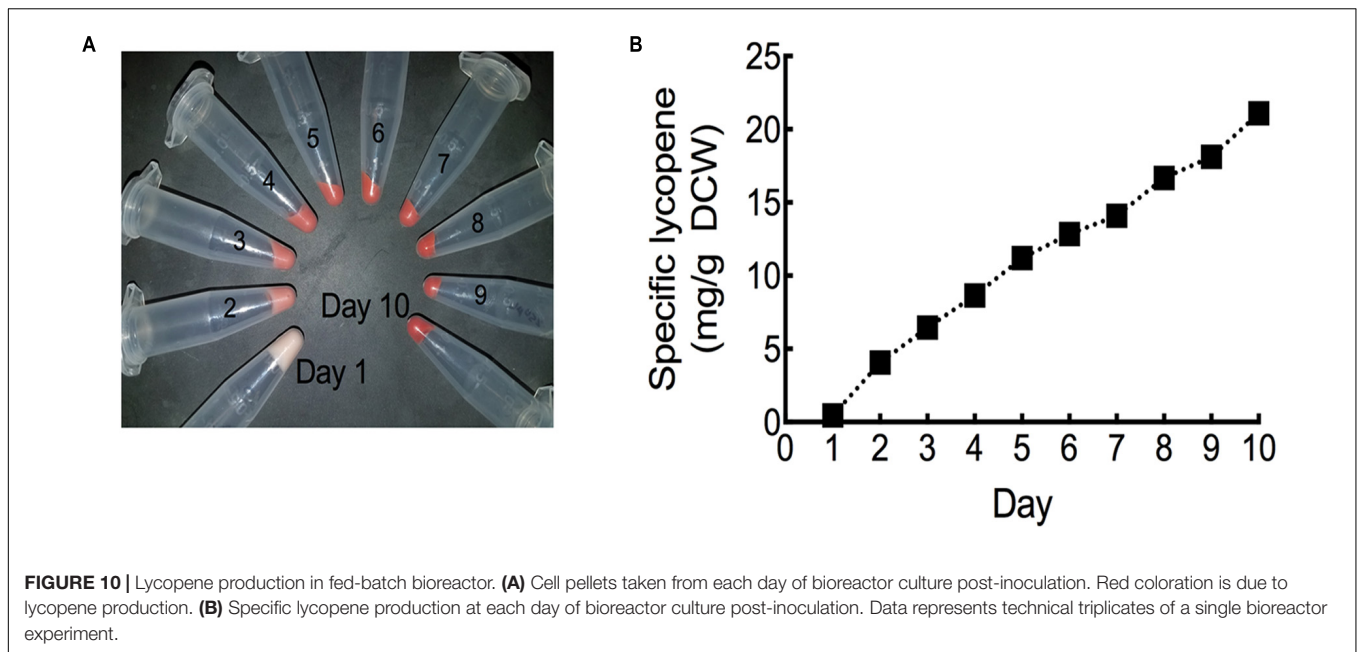 A
5
6
4
7
3
8
2
9
Day 10
Day 1
B
Specific lycopene
(mg/g DCW)
25
20
15
10
5
0
0 1 2 3 4 5 6 7 8 9 10
Day
FIGURE 10 | Lycopene production in fed-batch bioreactor. (A) Cell pellets taken from each day of bioreactor culture post-inoculation. Red coloration is due to
lycopene production. (B) Specific lycopene production at each day of bioreactor culture post-inoculation. Data represents technical triplicates of a single bioreactor
experiment.